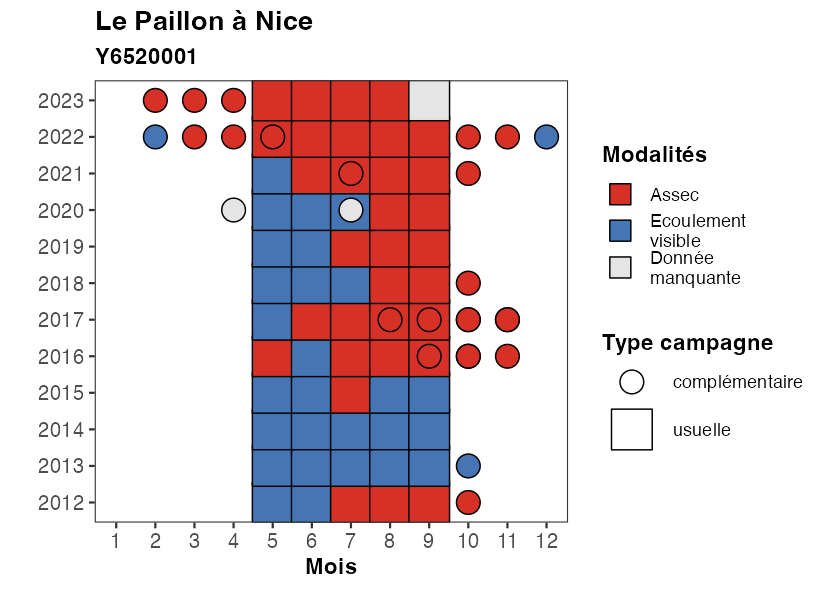 Le Paillon à Nice
Y6520001
2023
2022
2021
2020
2019
2018
2017
2016
2015
2014
2013
2012
1 2 3 4 5 6 7 8 9 10 11 12
Mois
Modalités
Assec
Ecoulement
visible
Donnée
manquante
Type campagne
complémentaire
usuelle